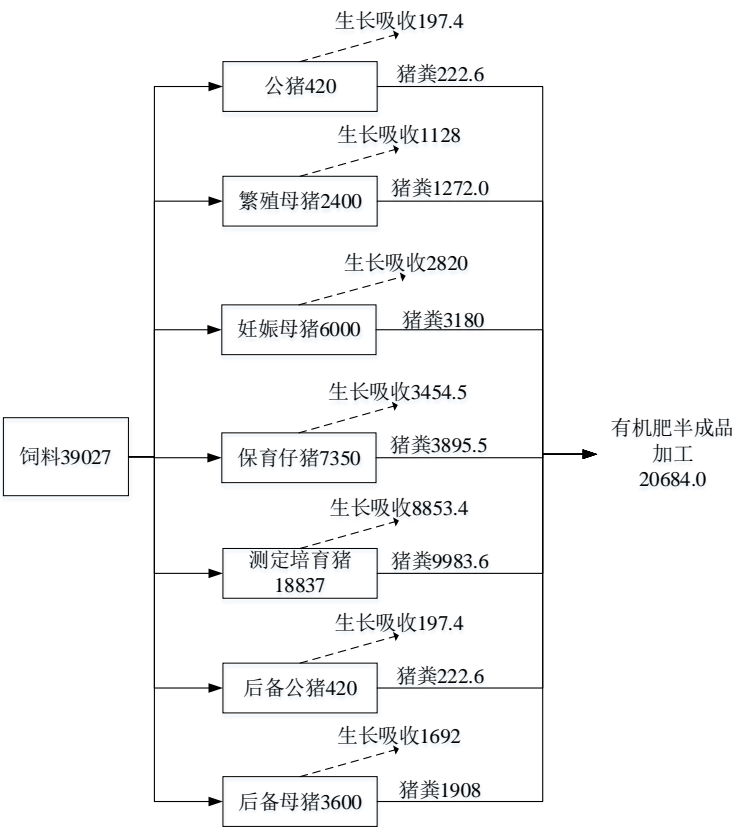 生长吸收197.4
公猪420
猪粪222.6
生长吸收1128
繁殖母猪2400
猪粪1272.0
生长吸收2820
妊娠母猪6000
猪粪3180
生长吸收3454.5
饲料39027
保育仔猪7350
猪粪3895.5
有机肥半成品
加工
20684.0
生长吸收8853.4
测定培育猪
18837
猪粪9983.6
生长吸收197.4
后备公猪420
猪粪222.6
生长吸收1692
后备母猪3600
猪粪1908